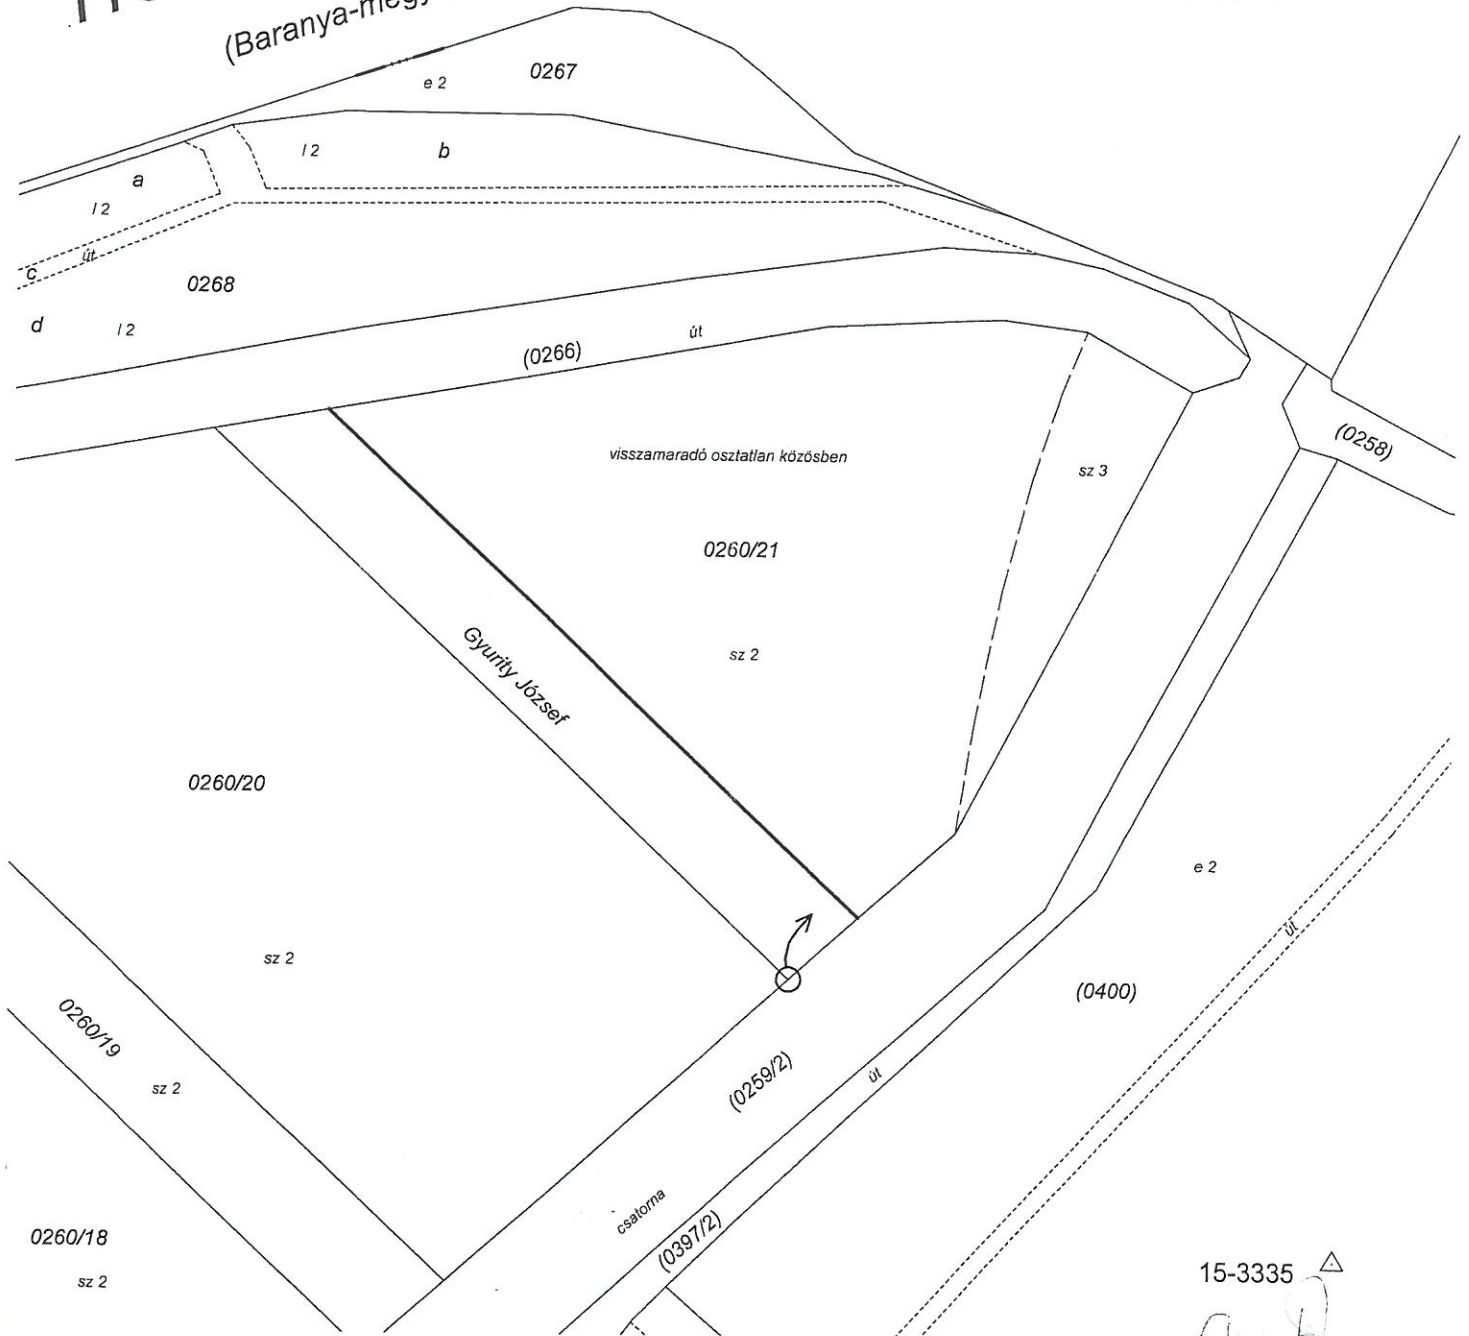 (Baranya-megy
0267
e 2
l 2
b
a
l 2
út
c
0268
d
l 2
út
(0266)
(0258)
visszamaradó osztatlan közösben
sz 3
0260/21
Gyurity József
sz 2
0260/20
e 2
út
sz 2
(0400)
0260/19
sz 2
(0259/2)
út
csatorna
0260/18
(0397/2)
sz 2
15-3335